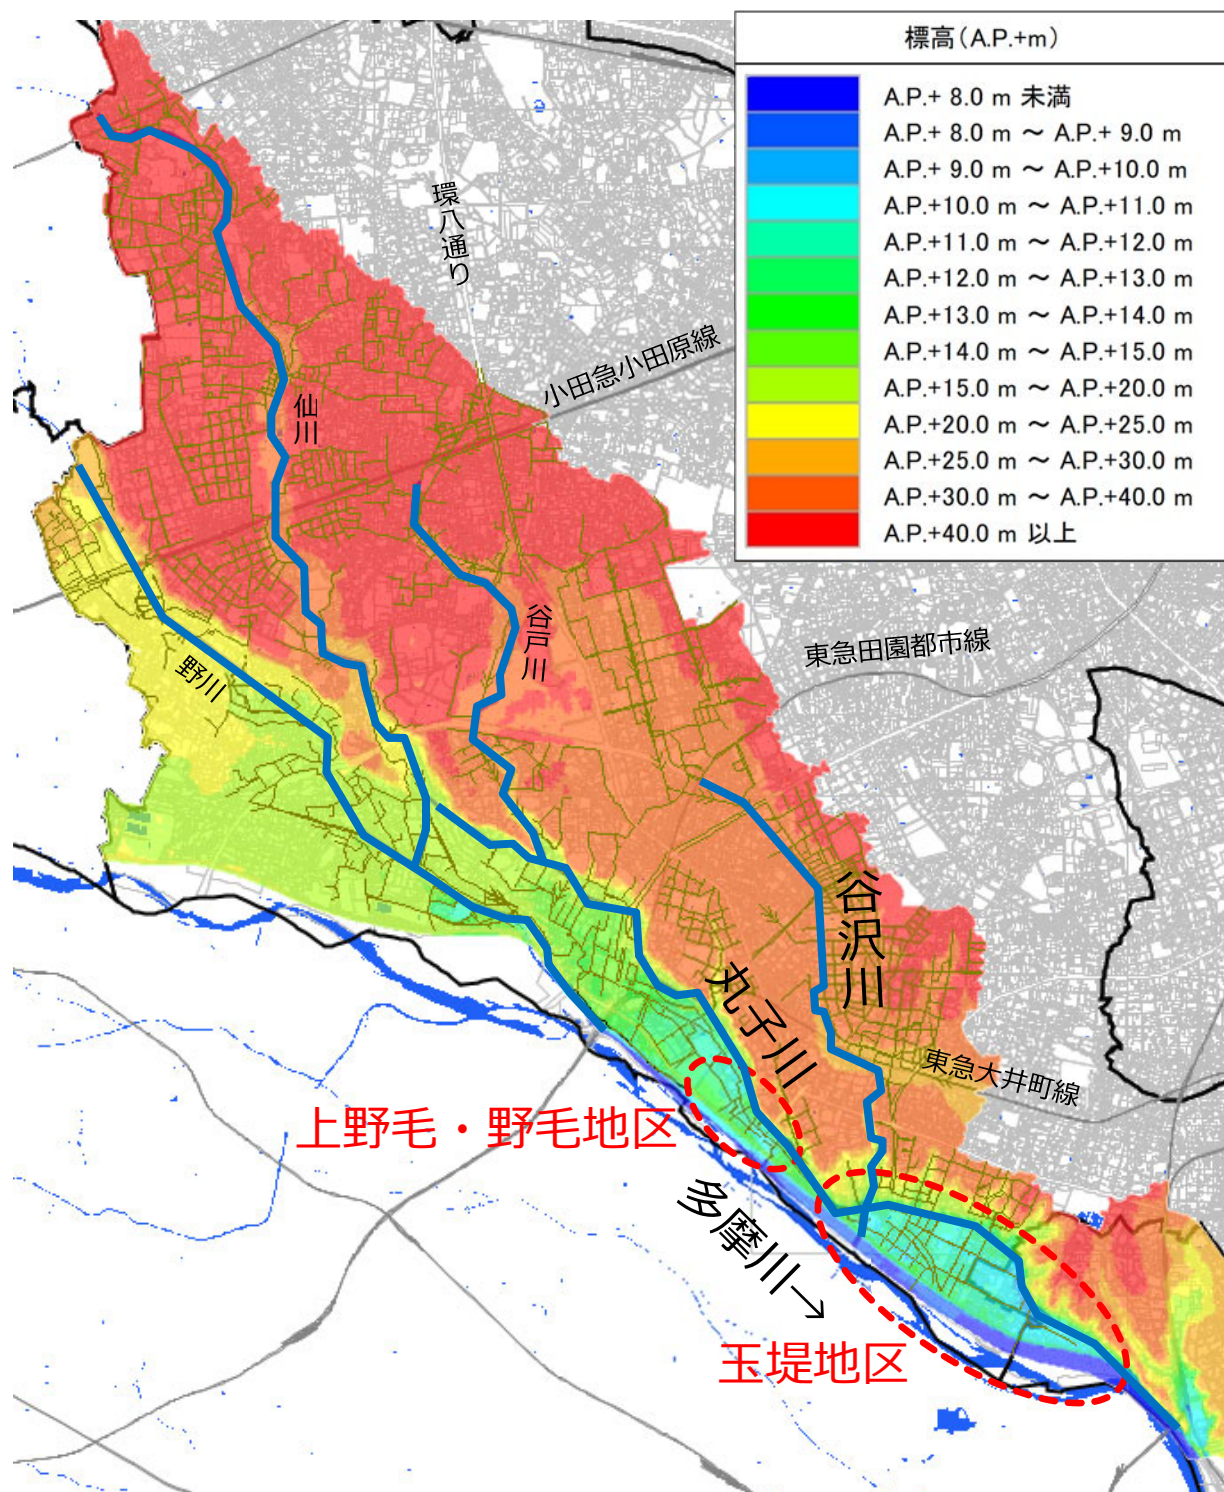 標高(A.P.+m)
A.P.+ 8.0 m 未満
A.P.+ 8.0 m ～ A.P.+ 9.0 m
A.P.+ 9.0 m ～ A.P.+10.0 m
A.P.+10.0 m ～ A.P.+11.0 m
A.P.+11.0 m ～ A.P.+12.0 m
A.P.+12.0 m ～ A.P.+13.0 m
A.P.+13.0 m ～ A.P.+14.0 m
A.P.+14.0 m ～ A.P.+15.0 m
A.P.+15.0 m ～ A.P.+20.0 m
A.P.+20.0 m ～ A.P.+25.0 m
A.P.+25.0 m ～ A.P.+30.0 m
A.P.+30.0 m ～ A.P.+40.0 m
A.P.+40.0 m 以上
環八通り
小田急小田原線
仙川
谷戸川
東急田園都市線
野川
谷沢川
丸子川
東急大井町線
上野毛・野毛地区
多摩川→
玉堤地区